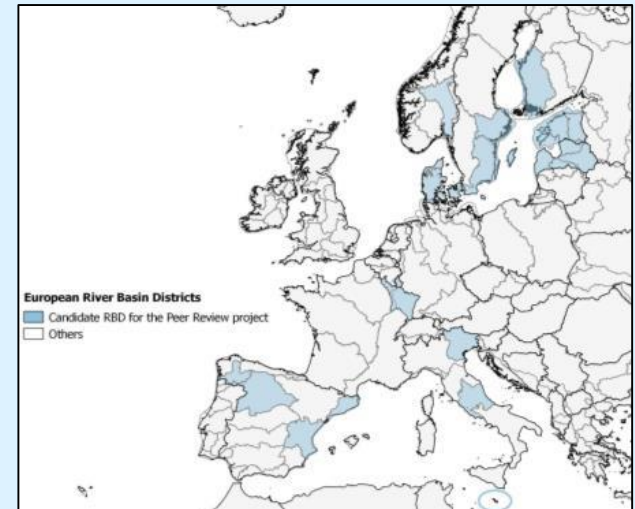 European River Basin Districts
Candidate RBD for the Peer Review project
Others